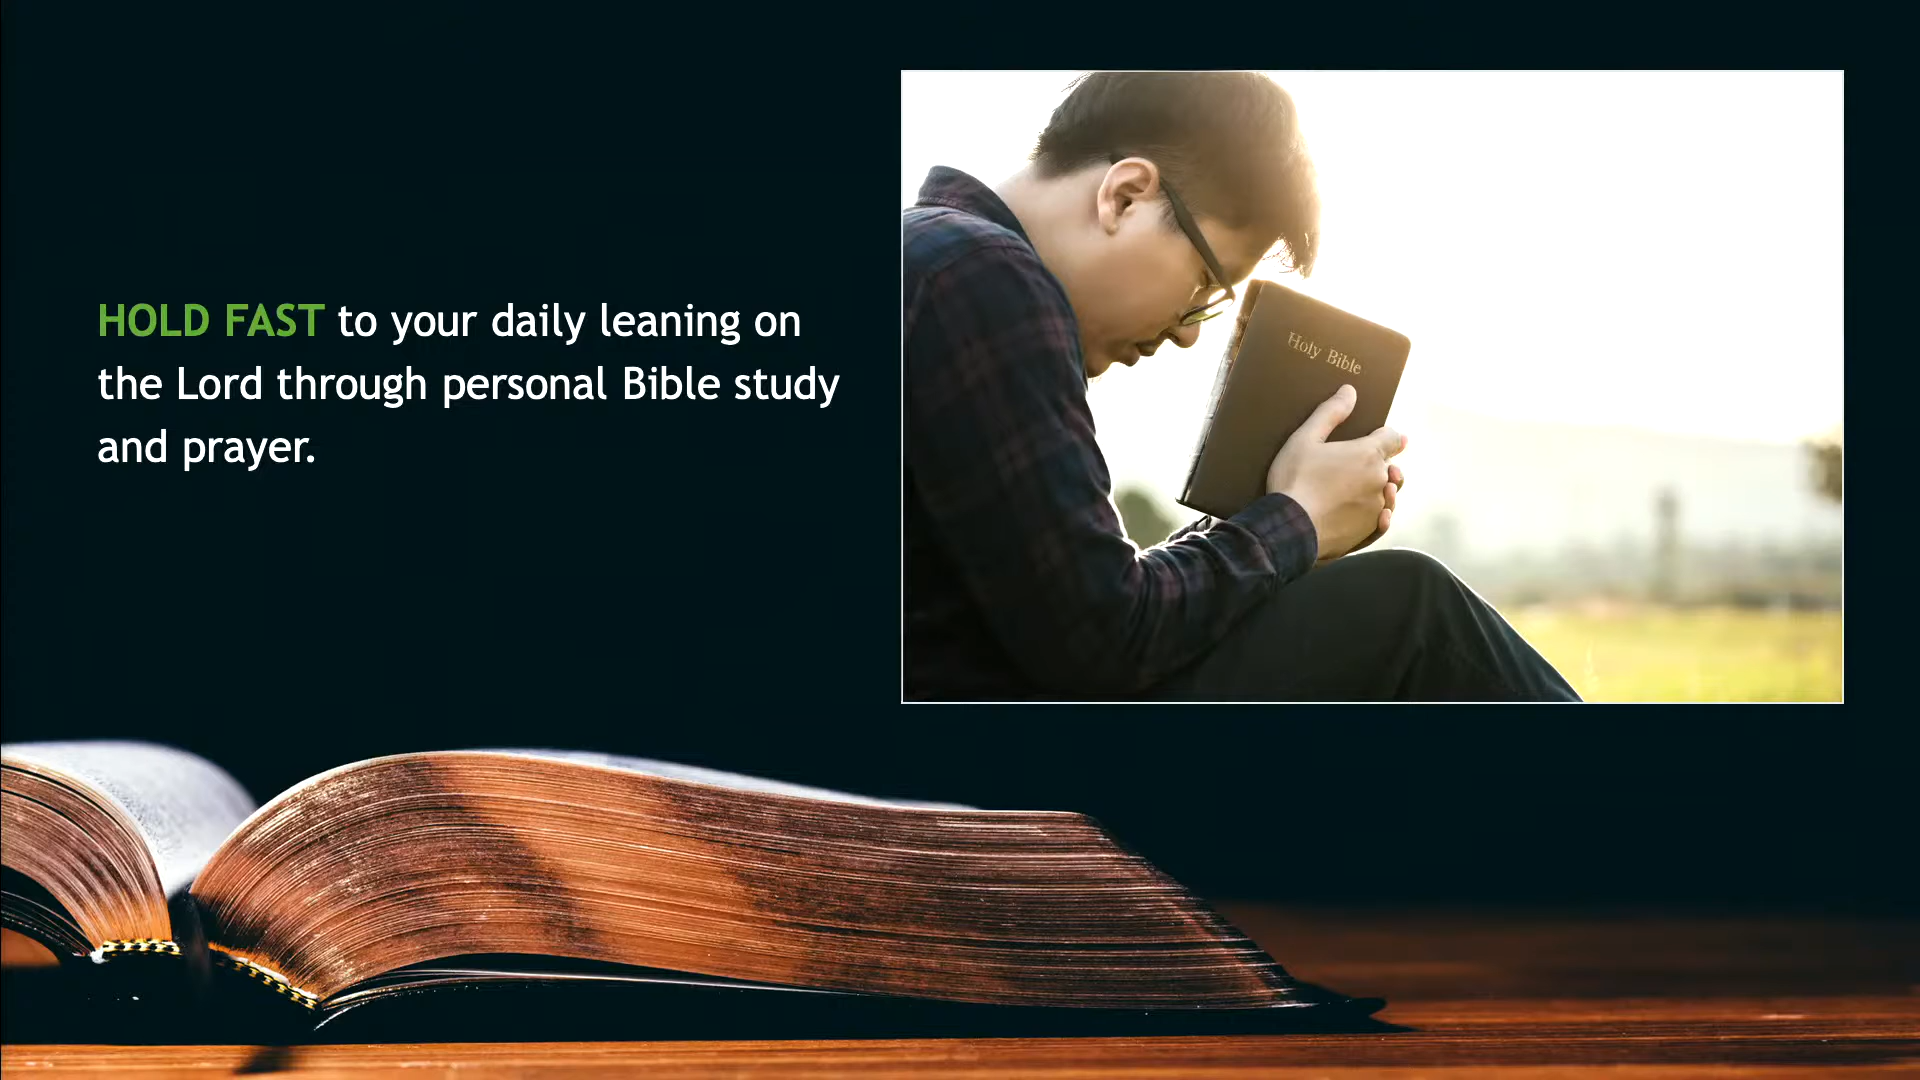 HOLD FAST to your daily leaning on
the Lord through personal Bible study
and prayer.
Holy Bible